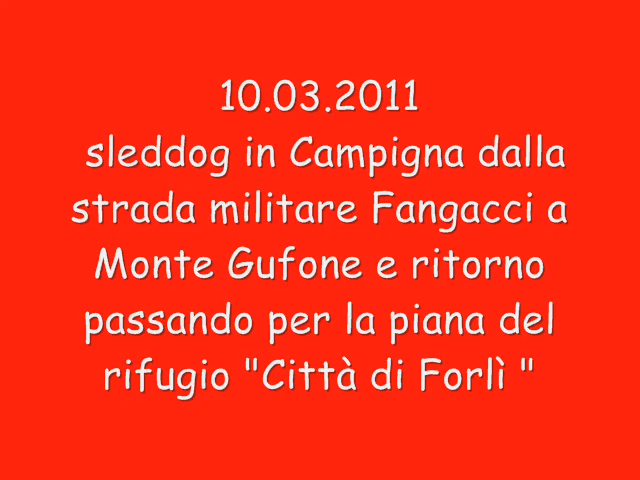 10.03.2011
sleddog in Campigna dalla
strada militare Fangacci a
Monte Gufone e ritorno
passando per la piana del
rifugio "Città di Forlì "